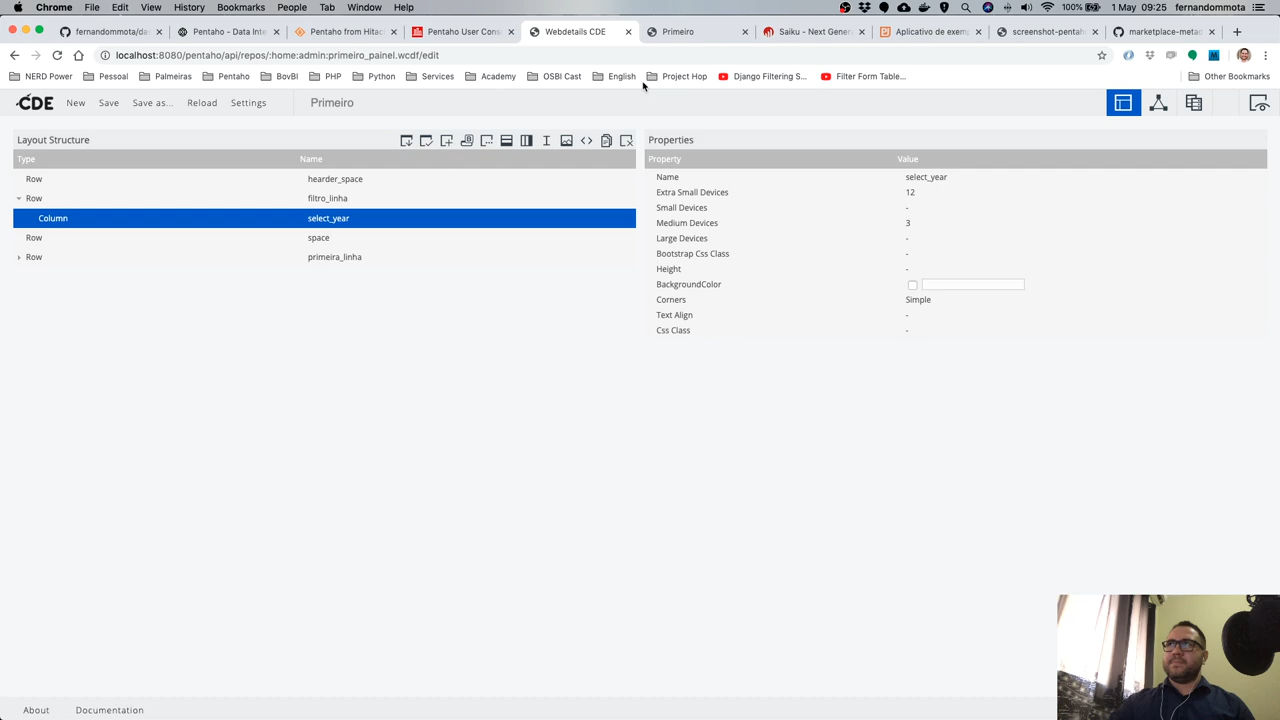 Chrome File Edit View History Bookmarks People Tab Window Help 100% 1 May 09:25 fernandommota
fernandommota/da Pentaho - Data Inte Pentaho from Hitac Pentaho User Cons Webdetails CDE Primeiro Saiku - Next Gener Aplicativo de exemp screenshot-pentah marketplace-metad
localhost:8080/pentaho/api/repos/:home:admin:primeiro_painel.wcdf/edit
NERD Power Pessoal Palmeiras Pentaho BovBI PHP Python Services Academy OSBI Cast English Project Hop Django Filtering S... Filter Form Table... Other Bookmarks
CDE New Save Save as... Reload Settings Primeiro
Layout Structure
Type Name
Row hearder_space
Row filtro_linha
Column select_year
Row space
Row primeira_linha
Properties
Property Value
Name select_year
Extra Small Devices 12
Small Devices -
Medium Devices 3
Large Devices -
Bootstrap Css Class -
Height -
BackgroundColor
Corners Simple
Text Align -
Css Class -
About Documentation